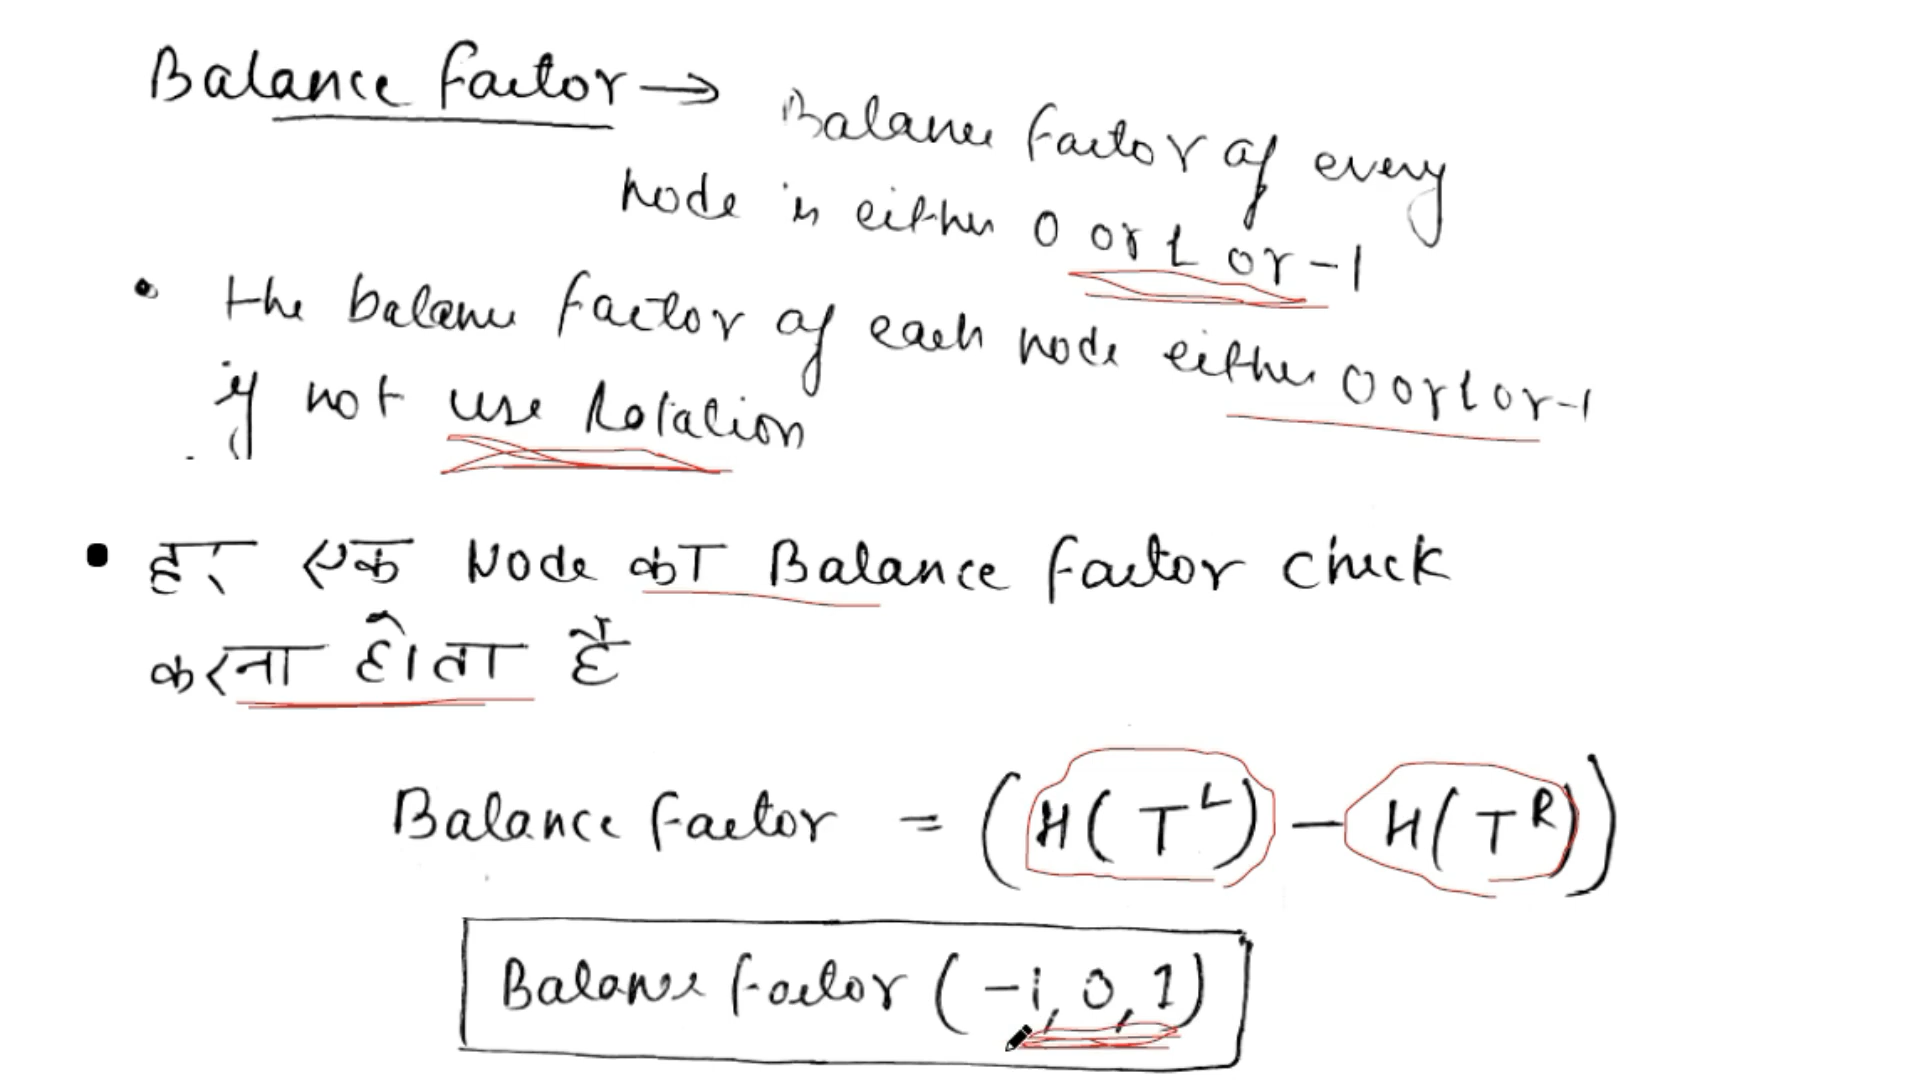 Balance factor → Balance factor of every
node is either 0 or 1 or -1
• the balance factor of each node either 0 or 1 or -1
if not use Rotation
• हर एक Node का Balance factor check
करना होता है
Balance factor = (H(T^L) - H(T^R))
Balance factor (-1, 0, 1)